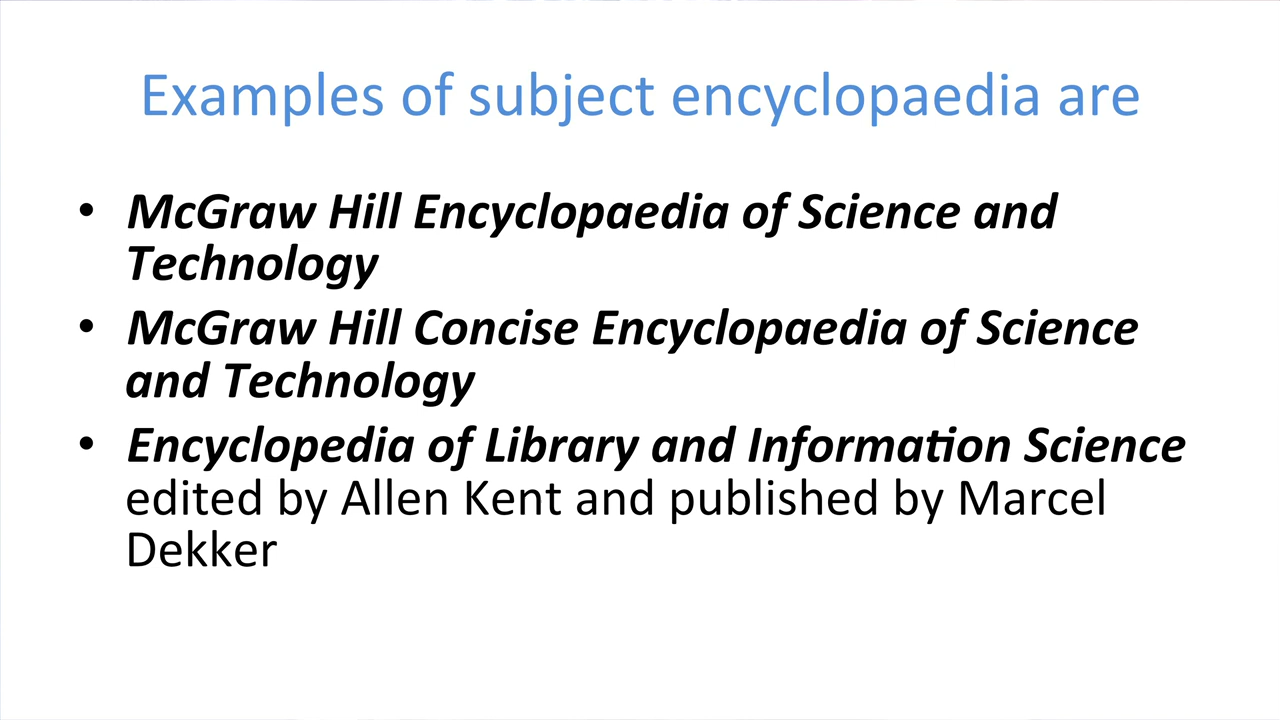 Examples of subject encyclopaedia are
• McGraw Hill Encyclopaedia of Science and
Technology
• McGraw Hill Concise Encyclopaedia of Science
and Technology
• Encyclopedia of Library and Information Science
edited by Allen Kent and published by Marcel
Dekker